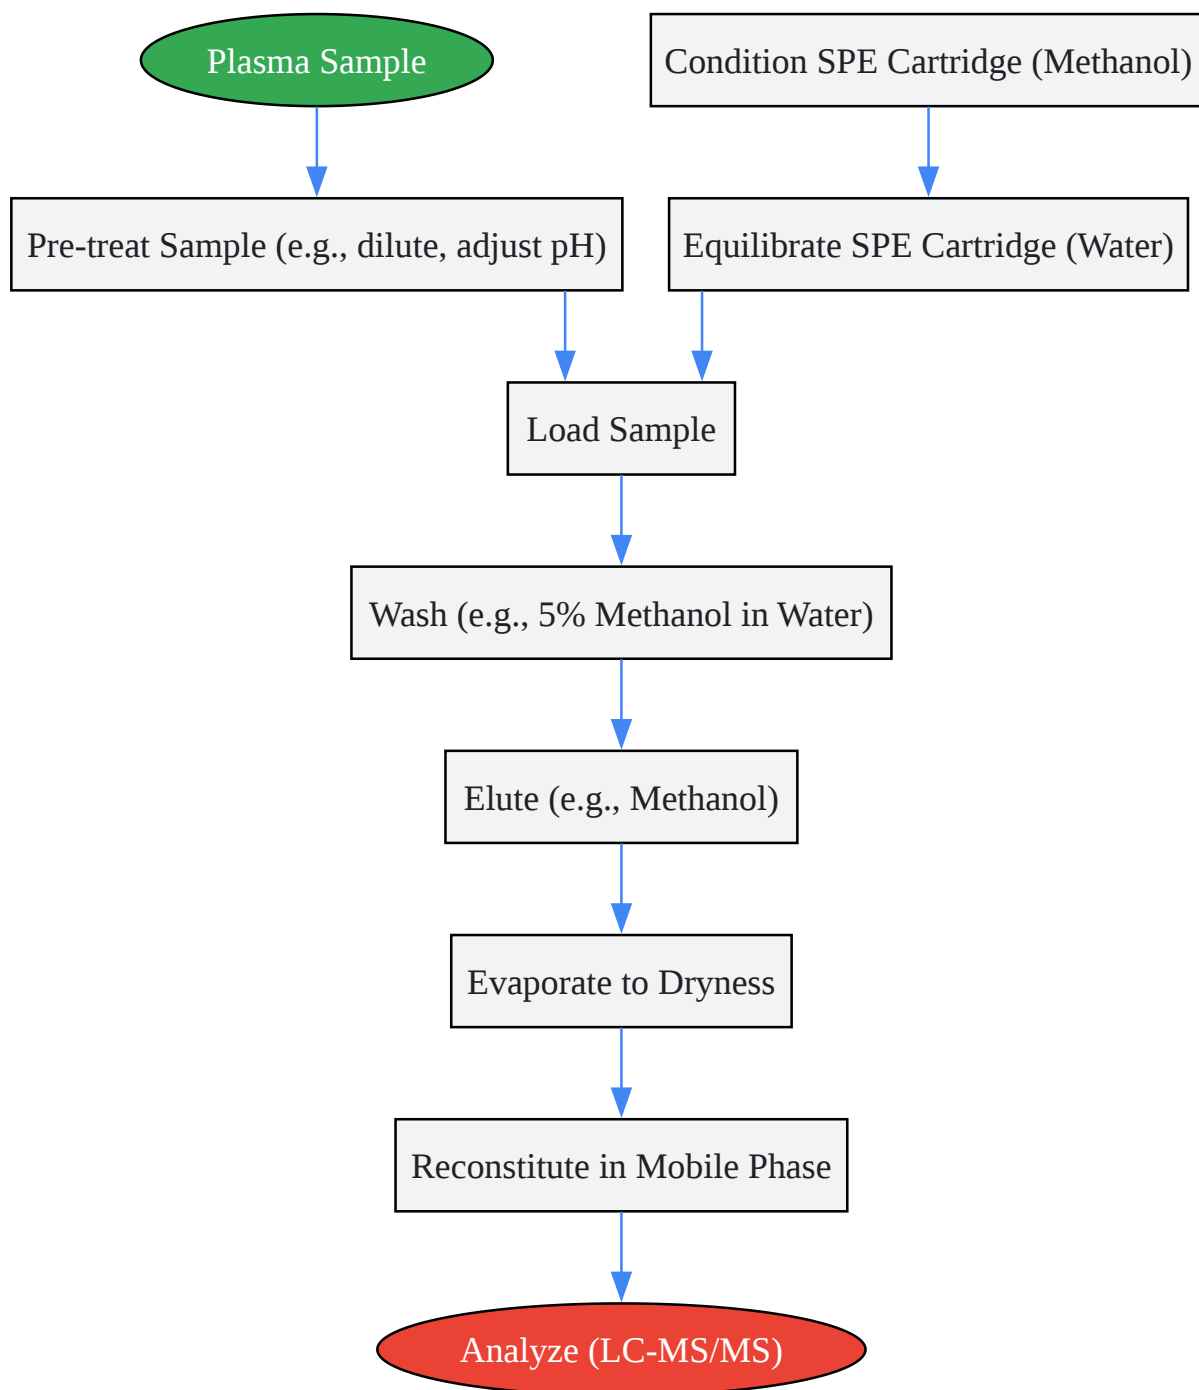 Plasma Sample
Condition SPE Cartridge (Methanol)
Pre-treat Sample (e.g., dilute, adjust pH)
Equilibrate SPE Cartridge (Water)
Load Sample
Wash (e.g., 5% Methanol in Water)
Elute (e.g., Methanol)
Evaporate to Dryness
Reconstitute in Mobile Phase
Analyze (LC-MS/MS)